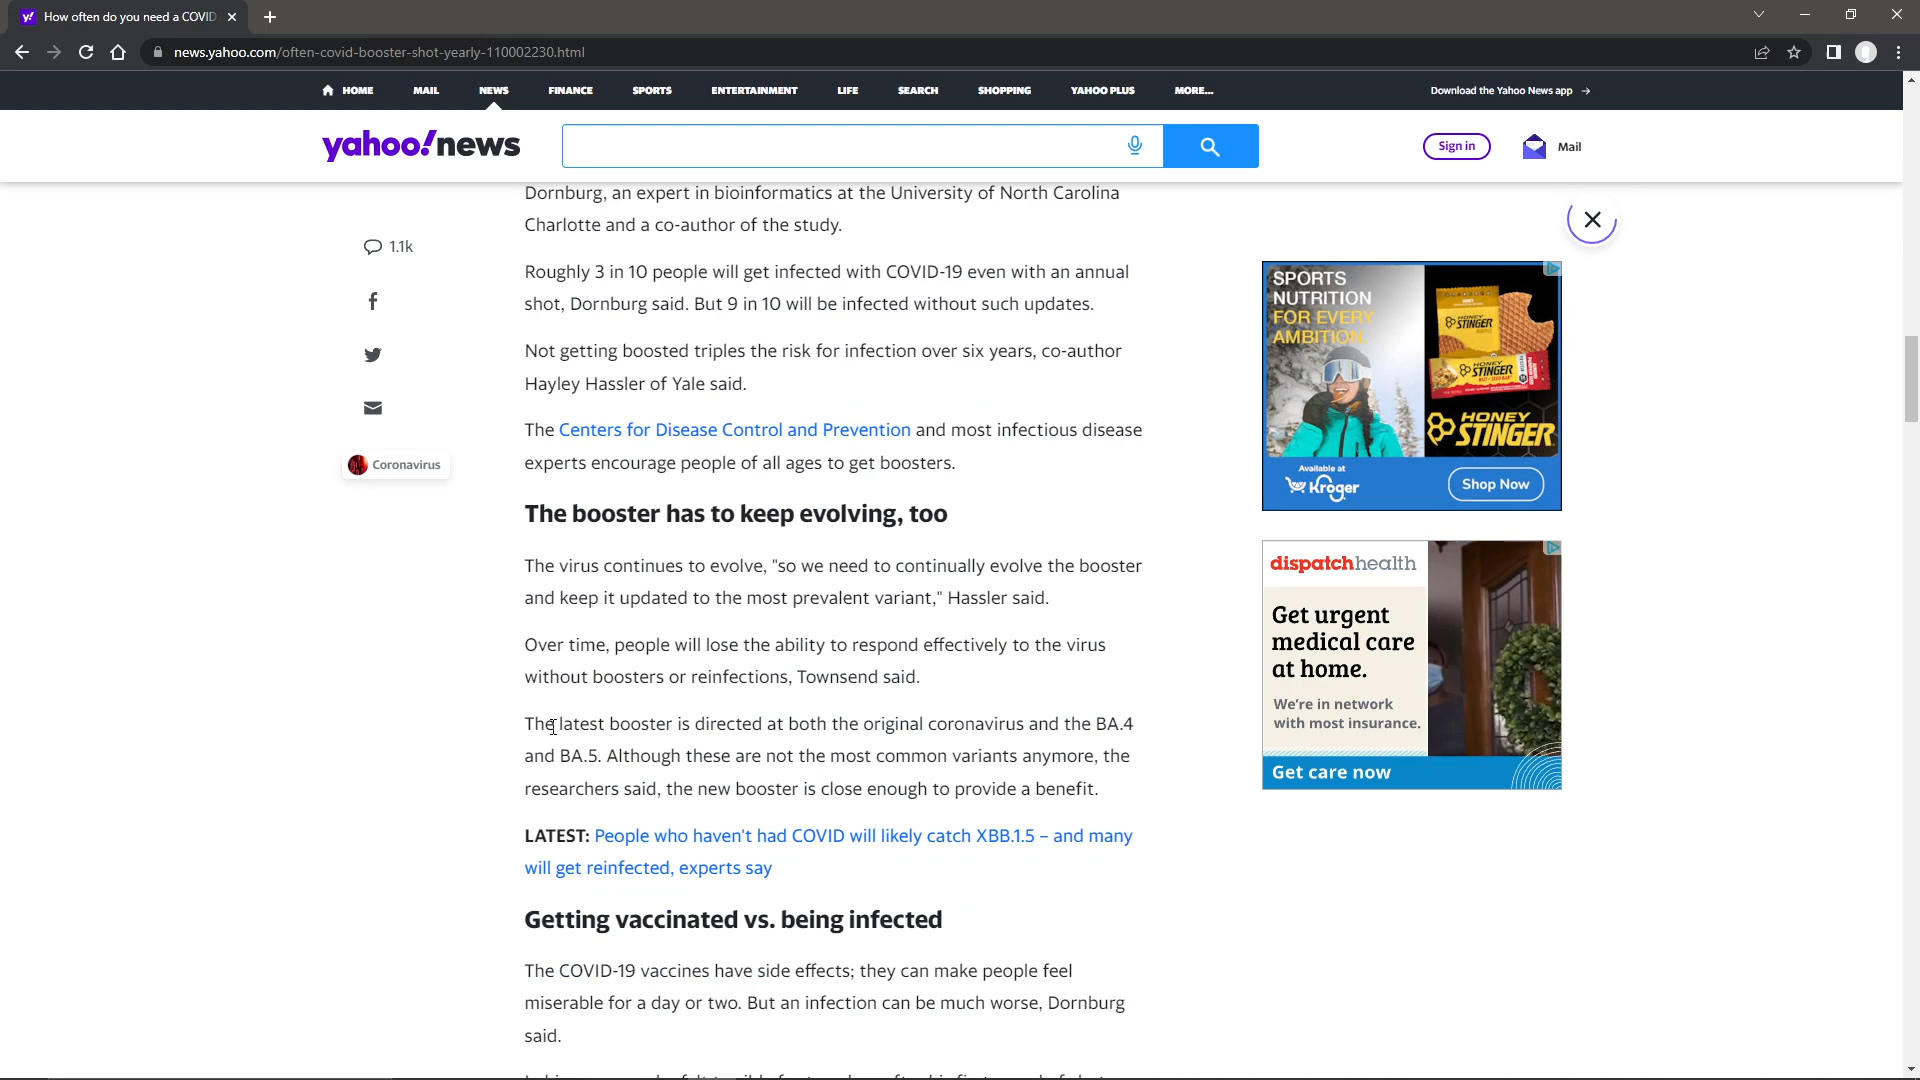 How often do you need a COVID
news.yahoo.com/often-covid-booster-shot-yearly-110002230.html
HOME MAIL NEWS FINANCE SPORTS ENTERTAINMENT LIFE SEARCH SHOPPING YAHOO PLUS MORE... Download the Yahoo News app →
yahoo!news
Sign in
Mail
Dornburg, an expert in bioinformatics at the University of North Carolina
Charlotte and a co-author of the study.
1.1k
Roughly 3 in 10 people will get infected with COVID-19 even with an annual
shot, Dornburg said. But 9 in 10 will be infected without such updates.
Not getting boosted triples the risk for infection over six years, co-author
Hayley Hassler of Yale said.
The Centers for Disease Control and Prevention and most infectious disease
experts encourage people of all ages to get boosters.
Coronavirus
The booster has to keep evolving, too
The virus continues to evolve, "so we need to continually evolve the booster
and keep it updated to the most prevalent variant," Hassler said.
Over time, people will lose the ability to respond effectively to the virus
without boosters or reinfections, Townsend said.
The latest booster is directed at both the original coronavirus and the BA.4
and BA.5. Although these are not the most common variants anymore, the
researchers said, the new booster is close enough to provide a benefit.
LATEST: People who haven't had COVID will likely catch XBB.1.5 – and many
will get reinfected, experts say
Getting vaccinated vs. being infected
The COVID-19 vaccines have side effects; they can make people feel
miserable for a day or two. But an infection can be much worse, Dornburg
said.
SPORTS
NUTRITION
FOR EVERY
AMBITION.
HONEY
STINGER
HONEY
STINGER
HONEY
STINGER
Available at
Kroger
Shop Now
dispatchhealth
Get urgent
medical care
at home.
We're in network
with most insurance.
Get care now